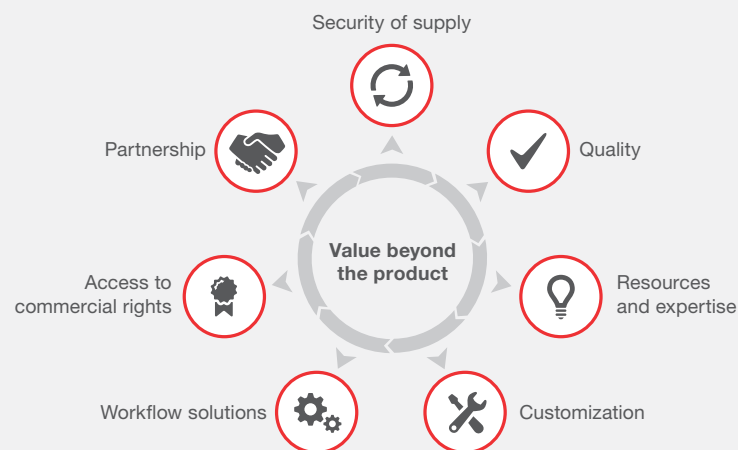 Security of supply
Partnership
Quality
Value beyond
the product
Access to
commercial rights
Resources
and expertise
Workflow solutions
Customization